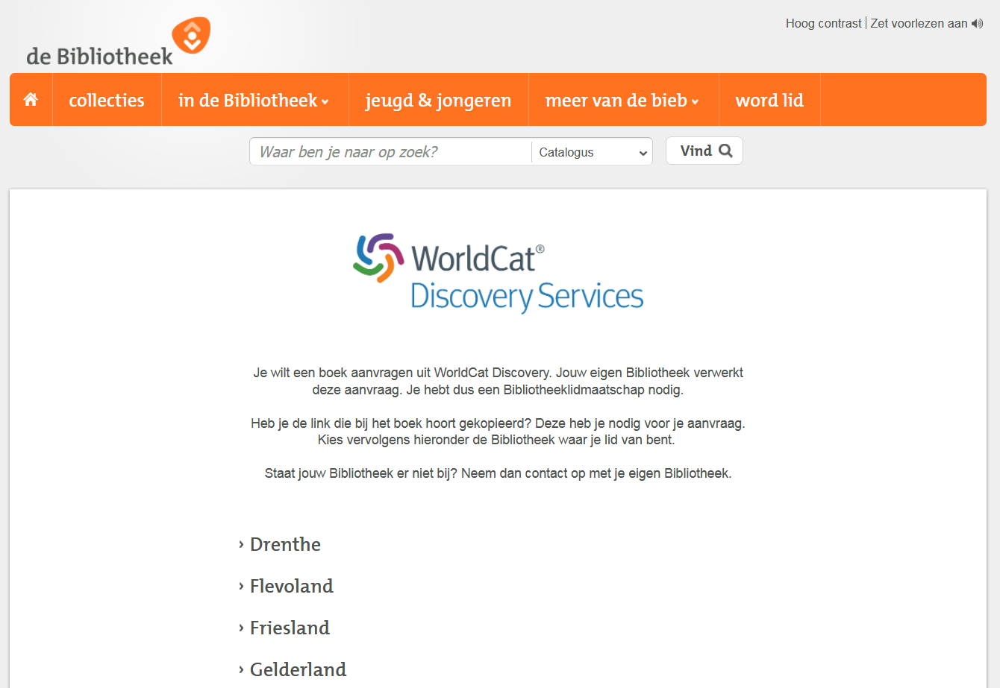 de Bibliotheek
Hoog contrast
Zet voorlezen aan
collecties
in de Bibliotheek
jeugd & jongeren
meer van de bieb
word lid
Waar ben je naar op zoek?
Catalogus
Vind
WorldCat®
Discovery Services
Je wilt een boek aanvragen uit WorldCat Discovery. Jouw eigen Bibliotheek verwerkt
deze aanvraag. Je hebt dus een Bibliotheeklidmaatschap nodig.
Heb je de link die bij het boek hoort gekopieerd? Deze heb je nodig voor je aanvraag.
Kies vervolgens hieronder de Bibliotheek waar je lid van bent.
Staat jouw Bibliotheek er niet bij? Neem dan contact op met je eigen Bibliotheek.
Drenthe
Flevoland
Friesland
Gelderland